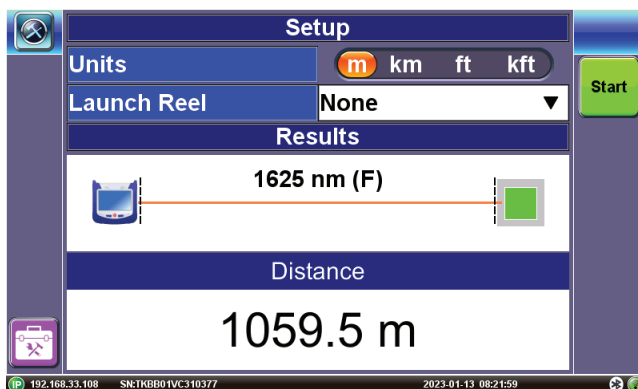 Setup
Units m km ft kft
Start
Launch Reel None ▼
Results
1625 nm (F)
Distance
1059.5 m
IP 192.168.33.108 SN:TKBB01VC310377 2023-01-13 08:21:59